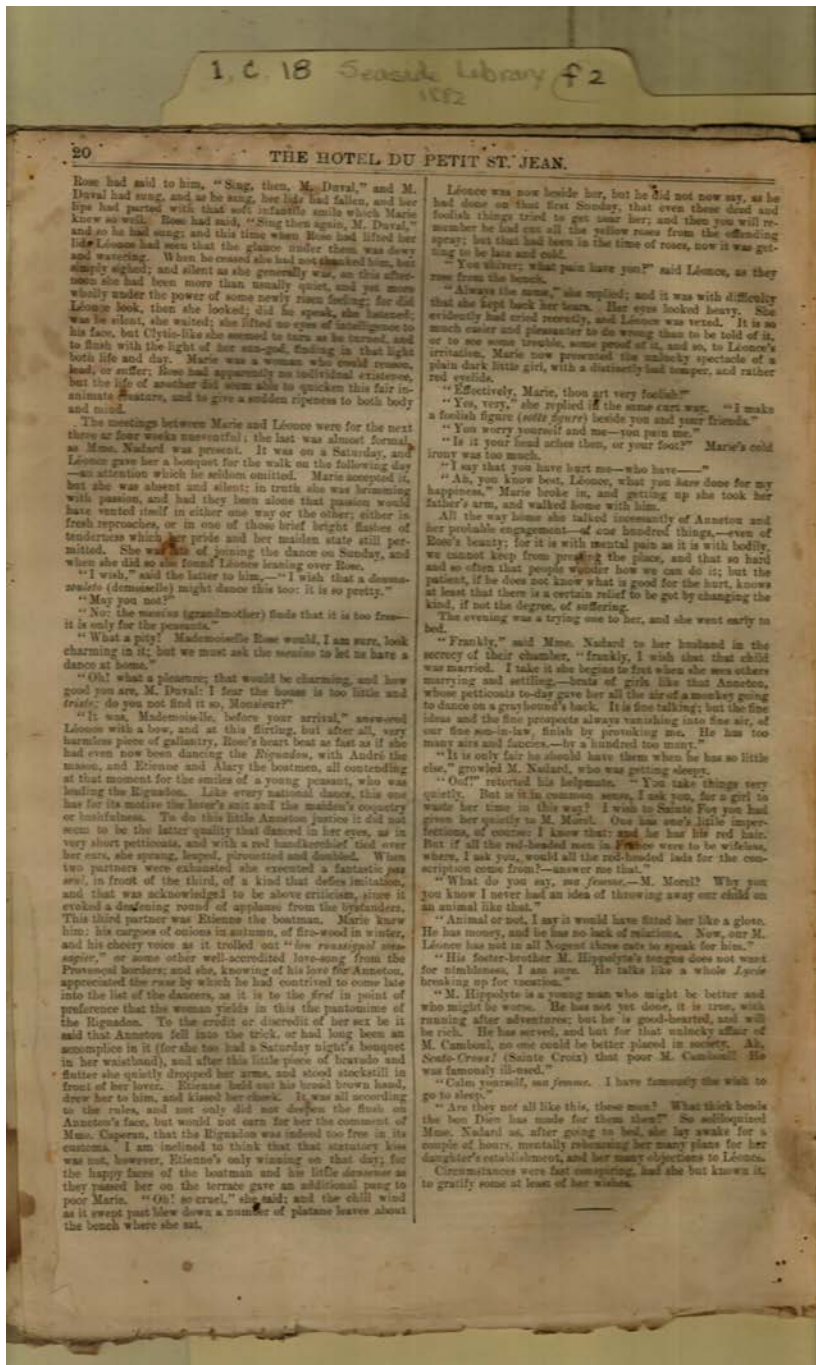 1. C. 18 Seaside Library f 2
1882
20
THE HOTEL DU PETIT ST. JEAN.
Rose had said to him, "Sing, then, M. Duval," and M.
Duval had sung, and as he sang, her lids had fallen, and her
lips had parted with that soft infantile smile which Marie
knew so well. Rose had said, "Sing then again, M. Duval,"
and so he had sung; and this time when Rose had lifted her
lids Léonce had seen that the glance under them was dewy
and wavering. When he ceased she had not thanked him, but
simply sighed; and silent as she generally was, on this after-
noon she had been more than usually quiet, and yet more
wholly under the power of some newly risen feeling; for did
Léonce look, then she looked; did he speak, she listened;
was he silent, she waited; she lifted no eyes of intelligence to
his face, but Clytie-like she seemed to turn as he turned, and
to flush with the light of her sun-god, finding in that light
both life and day. Marie was a woman who could reason,
lead, or suffer; Rose had apparently no individual existence,
but the life of another did seem able to quicken this fair in-
animate creature, and to give a sudden ripeness to both body
and mind.
The meetings between Marie and Léonce were for the next
three or four weeks uneventful; the last was almost formal,
as Mme. Nadard was present. It was on a Saturday, and
Léonce gave her a bouquet for the walk on the following day
—an attention which he seldom omitted. Marie accepted it,
but she was absent and silent; in truth she was brimming
with passion, and had they been alone that passion would
have vented itself in either one way or the other; either in
fresh reproaches, or in one of those brief bright flashes of
tenderness which her pride and her maiden state still per-
mitted. She was late of joining the dance on Sunday, and
when she did so she found Léonce leaning over Rose.
"I wish," said the latter to him,—"I wish that a
(demoiselle) might dance this too: it is so pretty."
"May you not?"
"No: the (grandmother) finds that it is too free—
it is only for the peasants."
"What a pity! Mademoiselle Rose would, I am sure, look
charming in it; but we must ask the to let us have a
dance at home."
"Oh! what a pleasure; that would be charming, and how
good you are, M. Duval: I fear the house is too little and
triste; do you not find it so, Monsieur?"
"It was, Mademoiselle, before your arrival," answered
Léonce with a bow, and at this flirting, but after all, very
harmless piece of gallantry, Rose's heart beat as fast as if she
had even now been dancing the Rigaudon, with André the
mason, and Etienne and Alary the boatmen, all contending
at that moment for the smiles of a young peasant, who was
leading the Rigaudon. Like every national dance, this one
has for its motive the lover's suit and the maiden's coquetry
or bashfulness. To do this little Anneton justice it did not
seem to be the latter quality that danced in her eyes, as in
very short petticoats, and with a red handkerchief tied over
her ears, she sprang, leaped, pirouetted and doubled. When
two partners were exhausted she executed a fantastic pas
seul, in front of the third, of a kind that defies imitation,
and that was acknowledged to be above criticism, since it
evoked a deafening round of applause from the bystanders.
This third partner was Etienne the boatman. Marie knew
him: his cargoes of onions in autumn, of fire-wood in winter,
and his cheery voice as it trolled out "
" or some other well-accredited love-song from the
Provençal borders; and she, knowing of his love for Anneton,
appreciated the ruse by which he had contrived to come late
into the list of the dancers, as it is to the first in point of
preference that the woman yields in this the pantomime of
the Rigaudon. To the credit or discredit of her sex be it
said that Anneton fell into the trick, or had long been an
accomplice in it (for she too had a Saturday night's bouquet
in her waistband), and after this little piece of bravado and
flutter she quietly dropped her arms, and stood stockstill in
front of her lover. Etienne held out his broad brown hand,
drew her to him, and kissed her cheek. It was all according
to the rules, and not only did not deepen the flush on
Anneton's face, but would not earn for her the comment of
Mme. Caperan, that the Rigaudon was indeed too free in its
customs. I am inclined to think that that statutory kiss
was not, however, Etienne's only winning on that day; for
the happy faces of the boatman and his little danseuse as
they passed her on the terrace gave an additional pang to
poor Marie. "Oh! so cruel," she said; and the chill wind
as it swept past blew down a number of platane leaves about
the bench where she sat.
Léonce was now beside her, but he did not now say, as he
had done on that first Sunday, that even these dead and
foolish things tried to get near her; and then you will re-
member he had cut all the yellow roses from the offending
spray; but that had been in the time of roses, now it was get-
ting to be late and cold.
"You shiver; what pain have you?" said Léonce, as they
rose from the bench.
"Always the same," she replied; and it was with difficulty
that she kept back her tears. Her eyes looked heavy. She
evidently had cried recently, and Léonce was vexed. It is so
much easier and pleasanter to do wrong than to be told of it,
or to see some trouble, some proof of it, and so, to Léonce's
irritation, Marie now presented the unlucky spectacle of a
plain dark little girl, with a distinctly bad temper, and rather
red eyelids.
"Effectively, Marie, thou art very foolish!"
"Yes, very," she replied in the same curt way. "I make
a foolish figure (sotte figure) beside you and your friends."
"You worry yourself and me—you pain me."
"Is it your head aches then, or your foot?" Marie's cold
irony was too much.
"I say that you have hurt me—who have——"
"Ah, you know best, Léonce, what you have done for my
happiness," Marie broke in, and getting up she took her
father's arm, and walked home with him.
All the way home she talked incessantly of Anneton and
her probable engagement—of one hundred things,—even of
Rose's beauty; for it is with mental pain as it is with bodily,
we cannot keep from pressing the place, and that so hard
and so often that people wonder how we can do it; but the
patient, if he does not know what is good for the hurt, knows
at least that there is a certain relief to be got by changing the
kind, if not the degree, of suffering.
The evening was a trying one to her, and she went early to
bed.
"Frankly," said Mme. Nadard to her husband in the
secrecy of their chamber, "frankly, I wish that that child
was married. I take it she begins to fret when she sees others
marrying and settling,—brats of girls like that Anneton,
whose petticoats to-day gave her all the air of a monkey going
to dance on a greyhound's back. It is fine talking; but the fine
ideas and the fine prospects always vanishing into fine air, of
our fine son-in-law, finish by provoking me. He has too
many airs and fancies,—by a hundred too many."
"It is only fair he should have them when he has so little
else," growled M. Nadard, who was getting sleepy.
"Ouf!" retorted his helpmate. "You take things very
quietly. But is it in common sense, I ask you, for a girl to
waste her time in this way? I wish to Sainte Foy you had
given her quietly to M. Morel. One has one's little imper-
fections, of course: I know that: and he has his red hair.
But if all the red-headed men in France were to be wifeless,
where, I ask you, would all the red-headed lads for the con-
scription come from?—answer me that."
"What do you say, ma femme,—M. Morel? Why you
you know I never had an idea of throwing away our child on
an animal like that."
"Animal or not, I say it would have fitted her like a glove.
He has money, and he has no lack of relations. Now, our M.
Léonce has not in all Nogent three cats to speak for him."
"His foster-brother M. Hippolyte's tongue does not want
for nimbleness, I am sure. He talks like a whole Lycée
breaking up for vacation."
"M. Hippolyte is a young man who might be better and
who might be worse. He has not yet done, it is true, with
running after adventures; but he is good-hearted, and will
be rich. He has served, and but for that unlucky affair of
M. Camboul, no one could be better placed in society. Ah,
(Sainte Croix) that poor M. Camboul! He
was famously ill-used."
"Calm yourself, ma femme. I have famously the wish to
go to sleep."
"Are they not all like this, these men? What thick heads
the bon Dieu has made for them then!" So soliloquized
Mme. Nadard as, after going to bed, she lay awake for a
couple of hours, mentally rehearsing her many plans for her
daughter's establishment, and her many objections to Léonce.
Circumstances were fast conspiring, had she but known it,
to gratify some at least of her wishes.